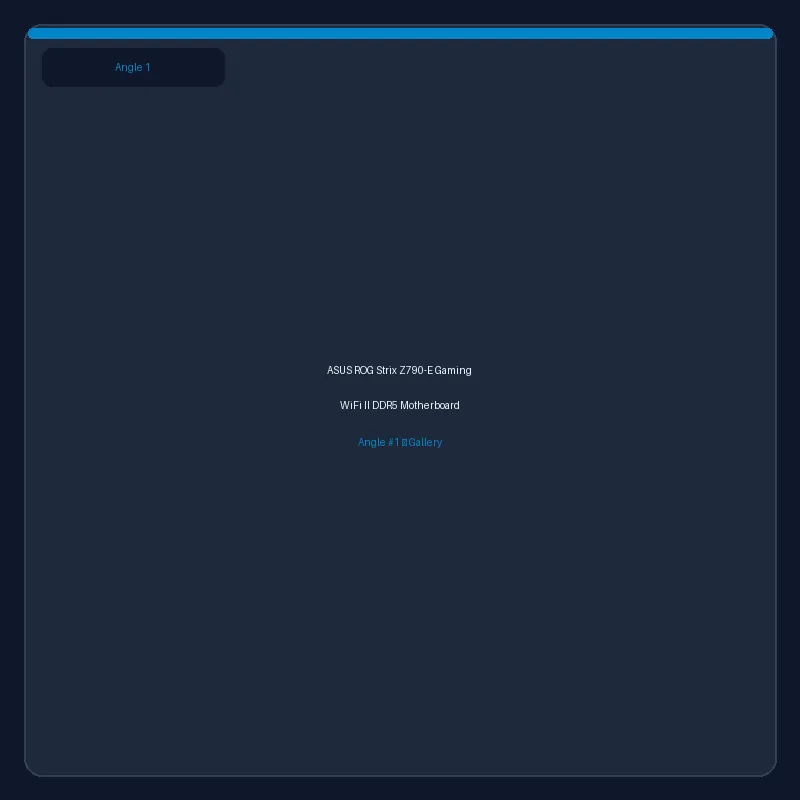 Angle 1
ASUS ROG Strix Z790-E Gaming
WiFi II DDR5 Motherboard
Angle #1 Gallery